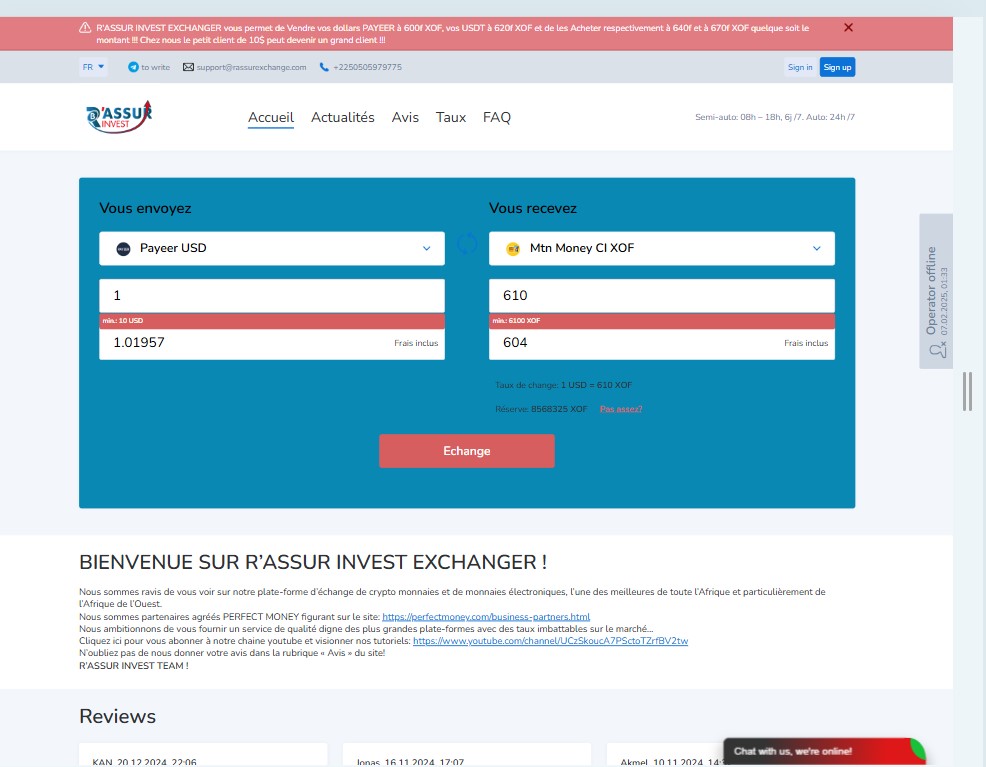 R'ASSUR INVEST EXCHANGER vous permet de Vendre vos dollars PAYEER à 600f XOF, vos USDT à 620f XOF et de les Acheter respectivement à 640f et à 670f XOF quelque soit le
montant !!! Chez nous le petit client de 10$ peut devenir un grand client !!!
FR to write support@rassurexchange.com +2250505979775 Sign in Sign up
R'ASSUR
INVEST
Accueil Actualités Avis Taux FAQ Semi-auto: 08h – 18h, 6j /7. Auto: 24h /7
Vous envoyez Vous recevez
Payeer USD Mtn Money CI XOF
1 610
min.: 10 USD min.: 6100 XOF
1.01957 Frais inclus 604 Frais inclus
Taux de change: 1 USD = 610 XOF
Réserve: 8568325 XOF Pas assez?
Echange
Operator offline
07.02.2025, 01:33
BIENVENUE SUR R'ASSUR INVEST EXCHANGER !
Nous sommes ravis de vous voir sur notre plate-forme d'échange de crypto monnaies et de monnaies électroniques, l'une des meilleures de toute l'Afrique et particulièrement de
l'Afrique de l'Ouest.
Nous sommes partenaires agréés PERFECT MONEY figurant sur le site: https://perfectmoney.com/business-partners.html
Nous ambitionons de vous fournir un service de qualité digne des plus grandes plate-formes avec des taux imbattables sur le marché...
Cliquez ici pour vous abonner à notre chaine youtube et visionner nos tutoriels: https://www.youtube.com/channel/UCzSkoucA7PSctoTZrfBV2tw
N'oubliez pas de nous donner votre avis dans la rubrique « Avis » du site!
R'ASSUR INVEST TEAM !
Reviews
Chat with us, we're online!
KAN, 20.12.2024, 22:06 Jonas, 16.11.2024, 17:07 Akmel, 10.11.2024,